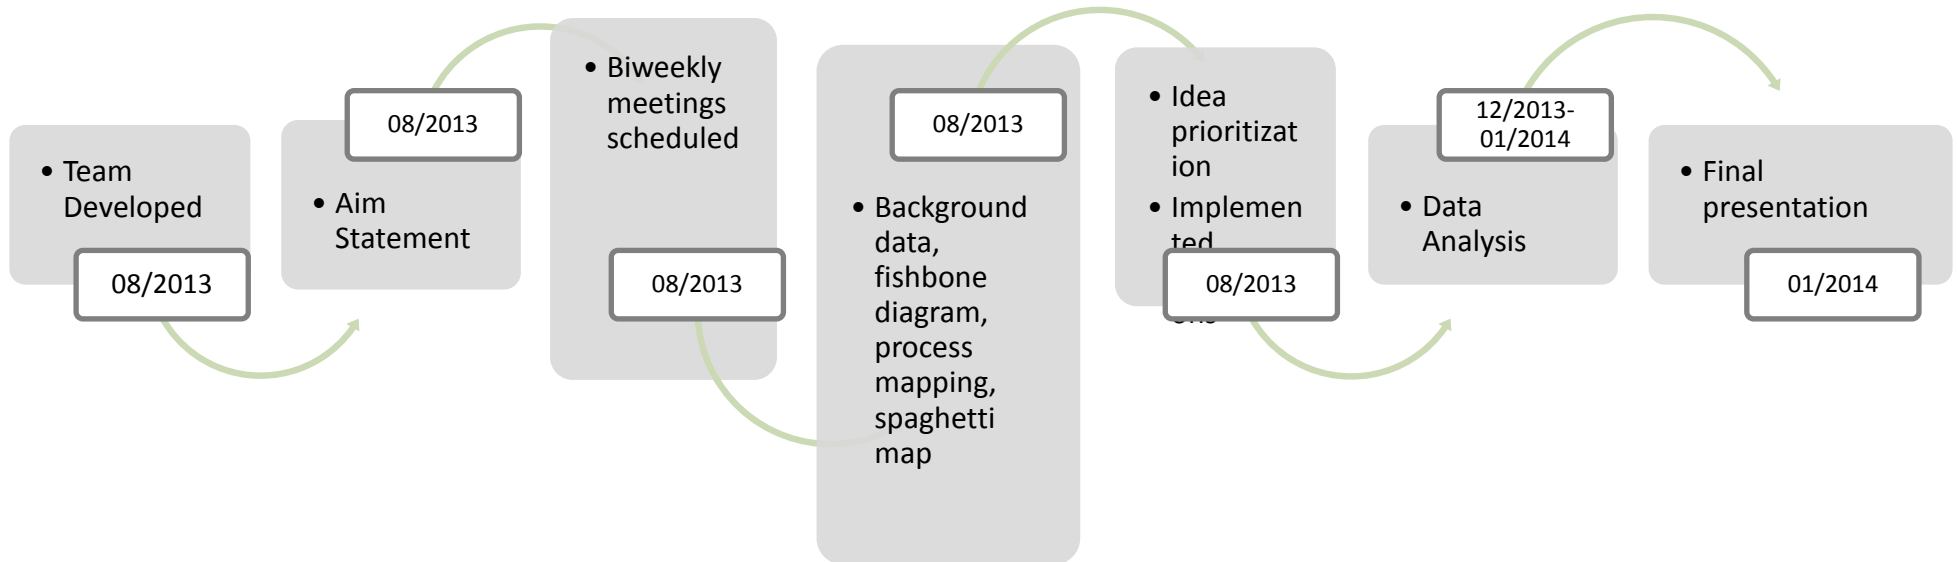 • Team
Developed
08/2013
08/2013
• Aim
Statement
• Biweekly
meetings
scheduled
08/2013
08/2013
• Background
data,
fishbone
diagram,
process
mapping,
spaghetti
map
• Idea
prioritizat
ion
• Implemen
ted
08/2013
12/2013-
01/2014
• Data
Analysis
• Final
presentation
01/2014